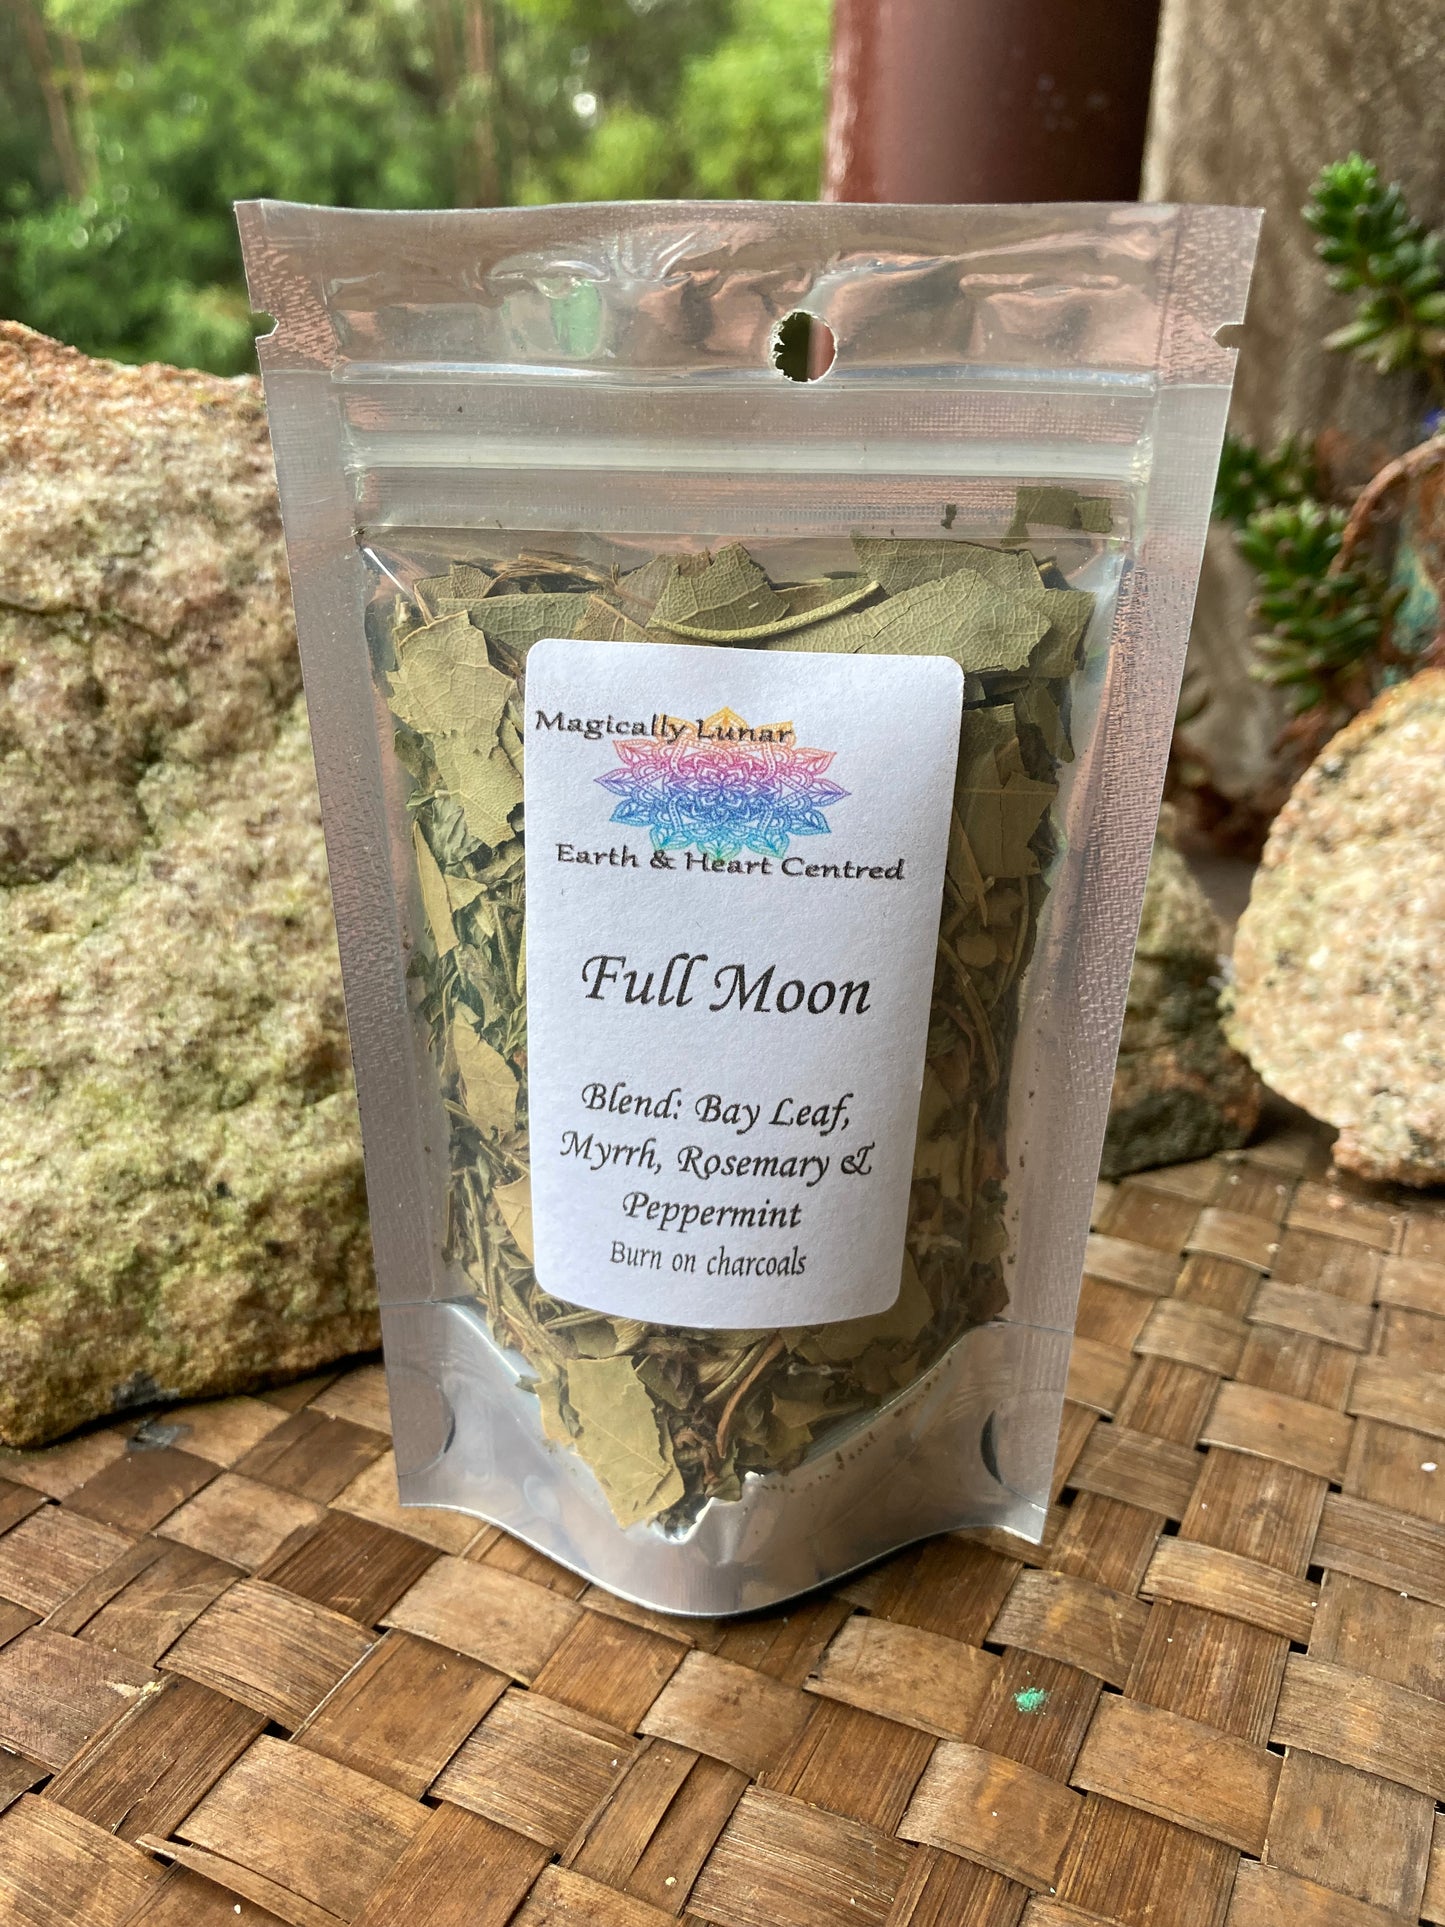 Magically Lunar
Earth & Heart Centred
Full Moon
Blend: Bay Leaf,
Myrrh, Rosemary &
Peppermint
Burn on charcoals